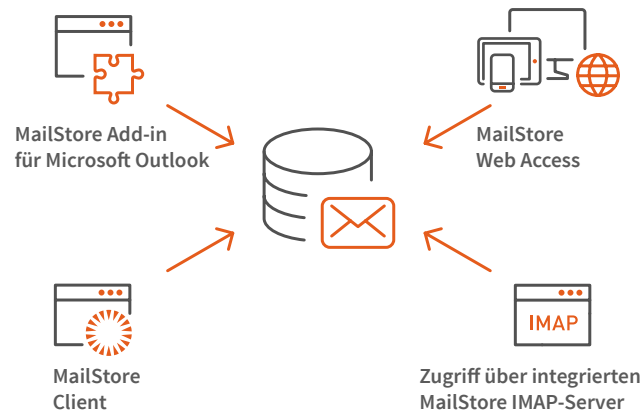 MailStore Add-in
für Microsoft Outlook
MailStore
Web Access
MailStore
Client
IMAP
Zugriff über integrierten
MailStore IMAP-Server